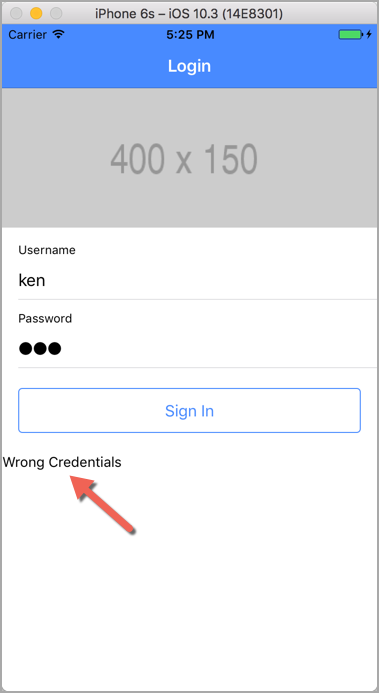 iPhone 6s – iOS 10.3 (14E8301)
Carrier 5:25 PM
Login
400 x 150
Username
ken
Password
●●●
Sign In
Wrong Credentials